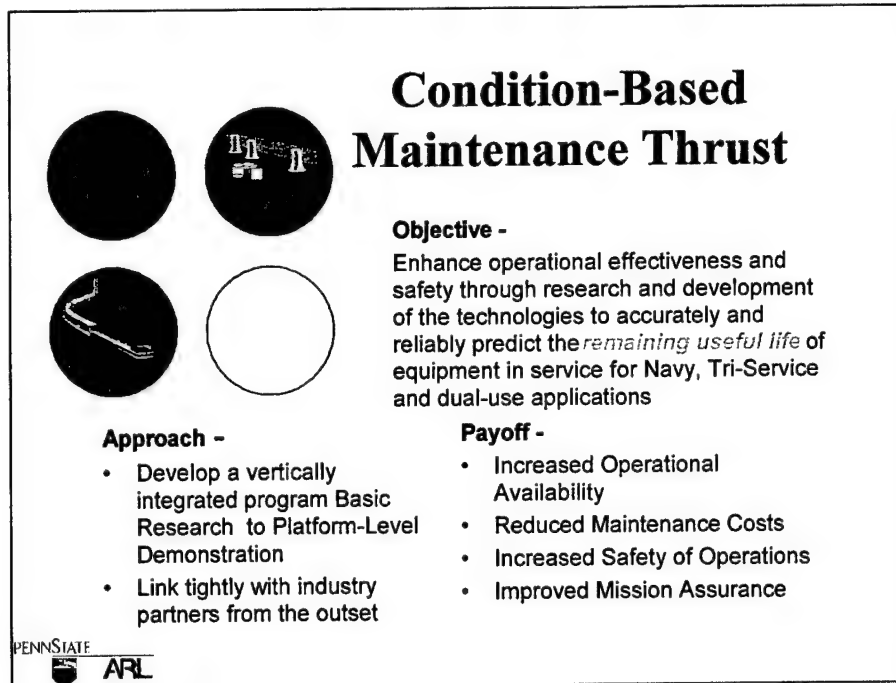 Condition-Based
Maintenance Thrust
Objective -
Enhance operational effectiveness and
safety through research and development
of the technologies to accurately and
reliably predict the remaining useful life of
equipment in service for Navy, Tri-Service
and dual-use applications
Approach -
• Develop a vertically
integrated program Basic
Research to Platform-Level
Demonstration
• Link tightly with industry
partners from the outset
Payoff -
• Increased Operational
Availability
• Reduced Maintenance Costs
• Increased Safety of Operations
• Improved Mission Assurance
PENNSTATE
ARL